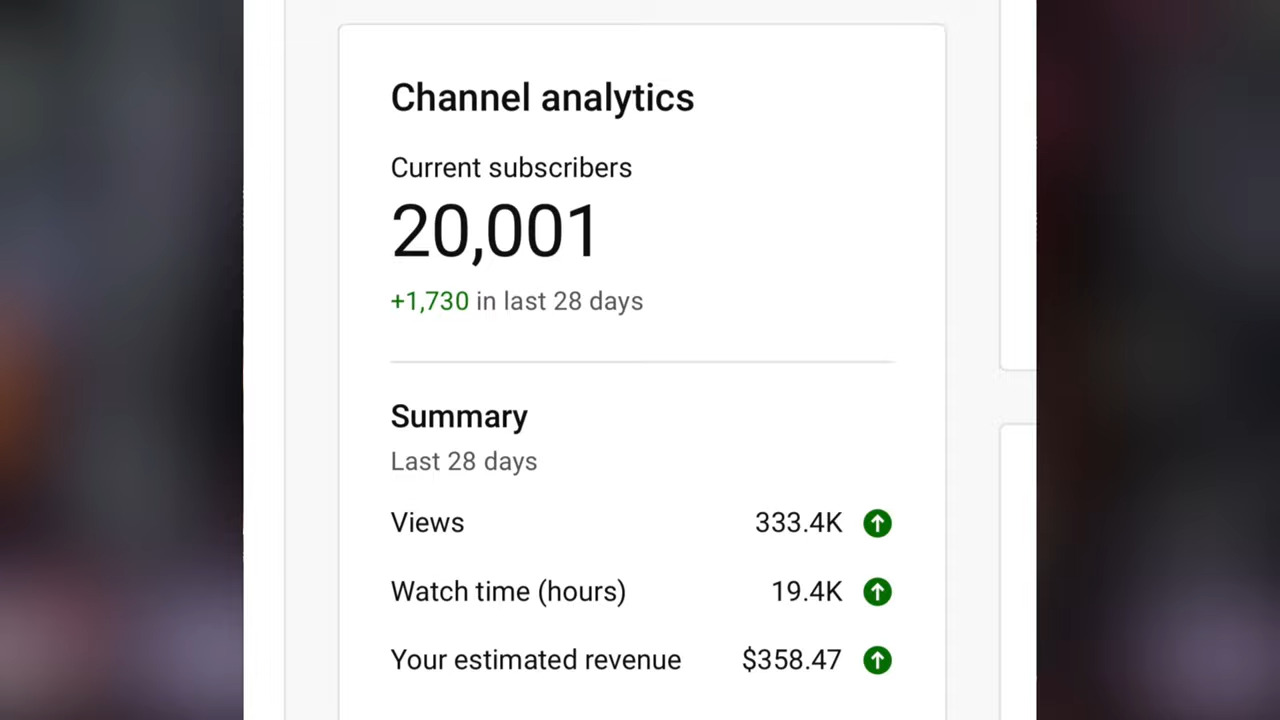 Channel analytics
Current subscribers
20,001
+1,730 in last 28 days
Summary
Last 28 days
Views 333.4K
Watch time (hours) 19.4K
Your estimated revenue $358.47